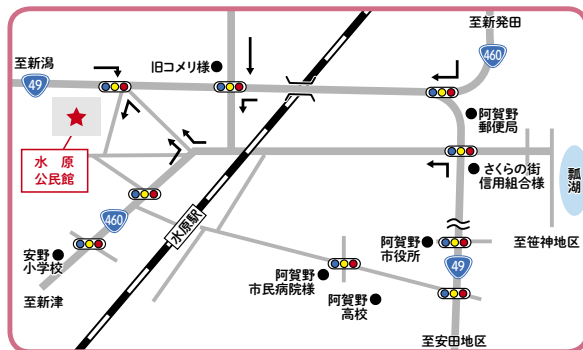 至新発田
460
至新潟
49
旧コメリ様
阿賀野
郵便局
水 原
公民館
さくらの街
信用組合様
瓢湖
460
水原駅
安野
小学校
阿賀野
市役所
至笹神地区
49
阿賀野
市民病院様
阿賀野
高校
至新津
至安田地区